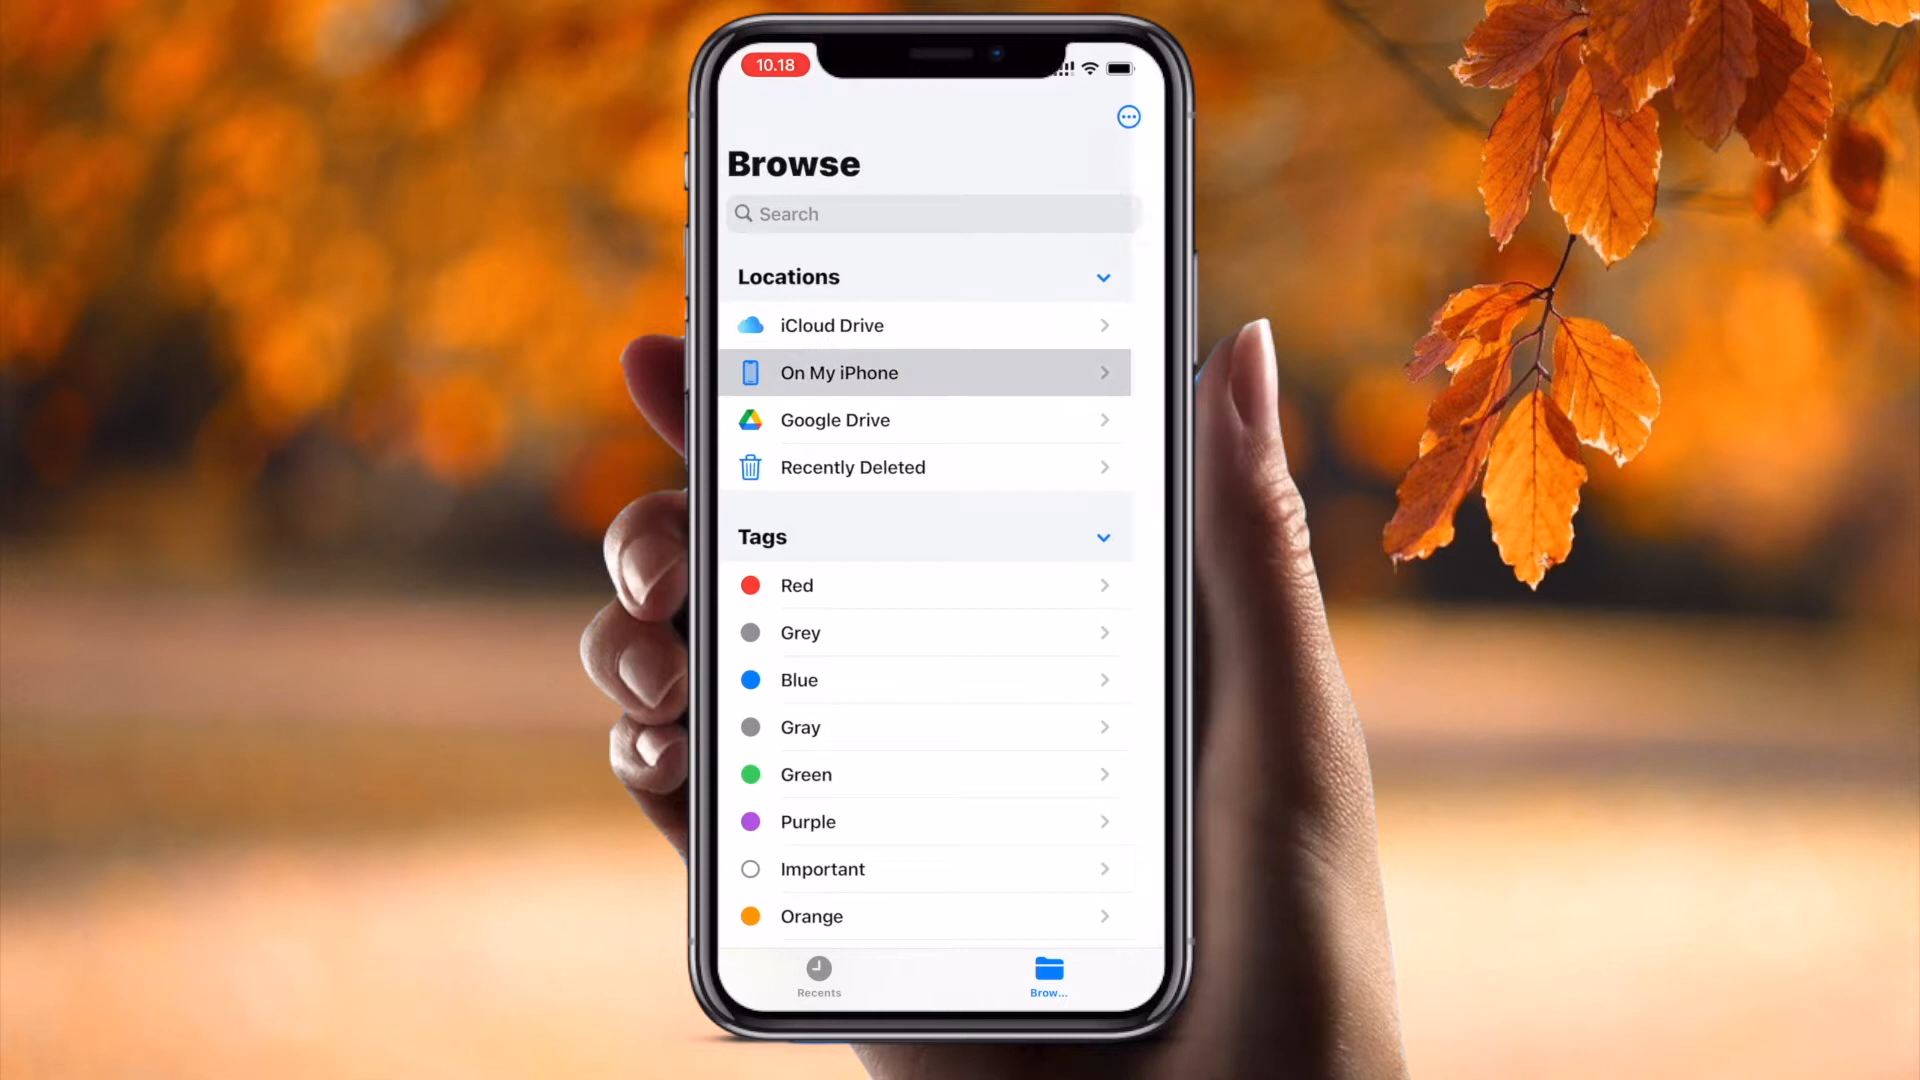 10.18
Browse
Search
Locations
iCloud Drive
On My iPhone
Google Drive
Recently Deleted
Tags
Red
Grey
Blue
Gray
Green
Purple
Important
Orange
Recents
Brow...